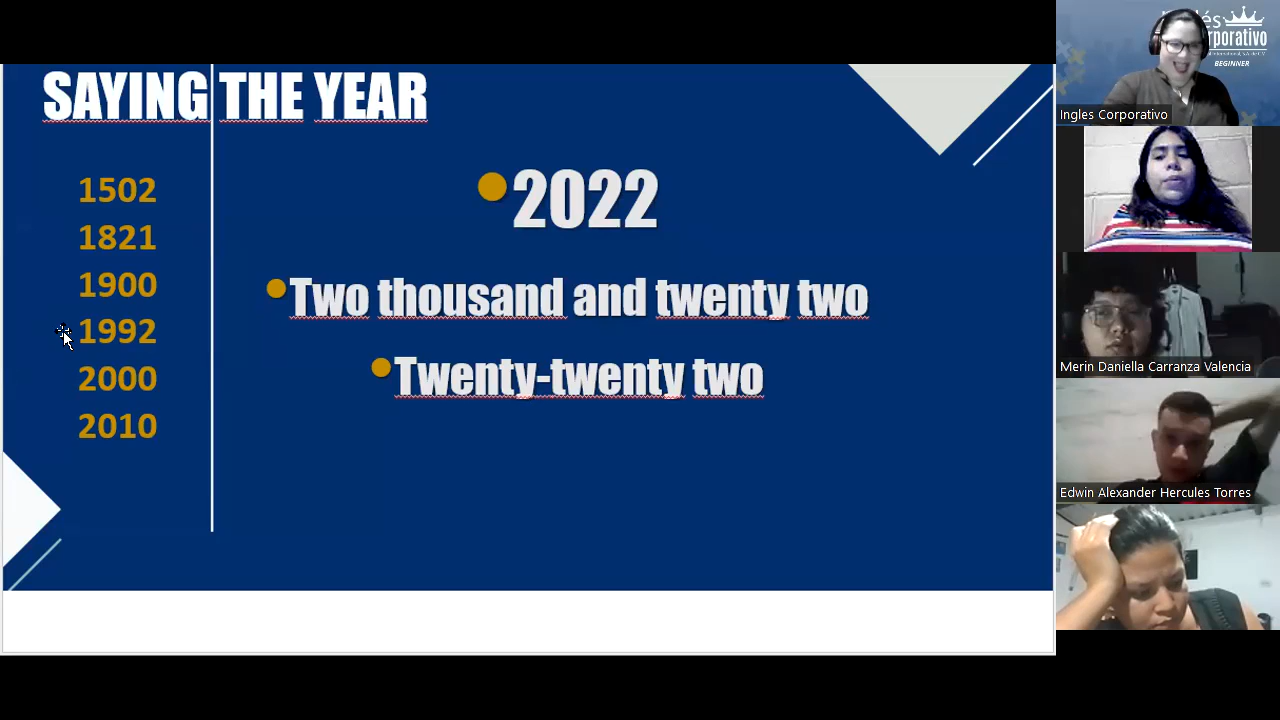 SAYING THE YEAR
1502
1821
1900
1992
2000
2010
2022
Two thousand and twenty two
Twenty-twenty two
BEGINNER
Ingles Corporativo
Merin Daniella Carranza Valencia
Edwin Alexander Hercules Torres